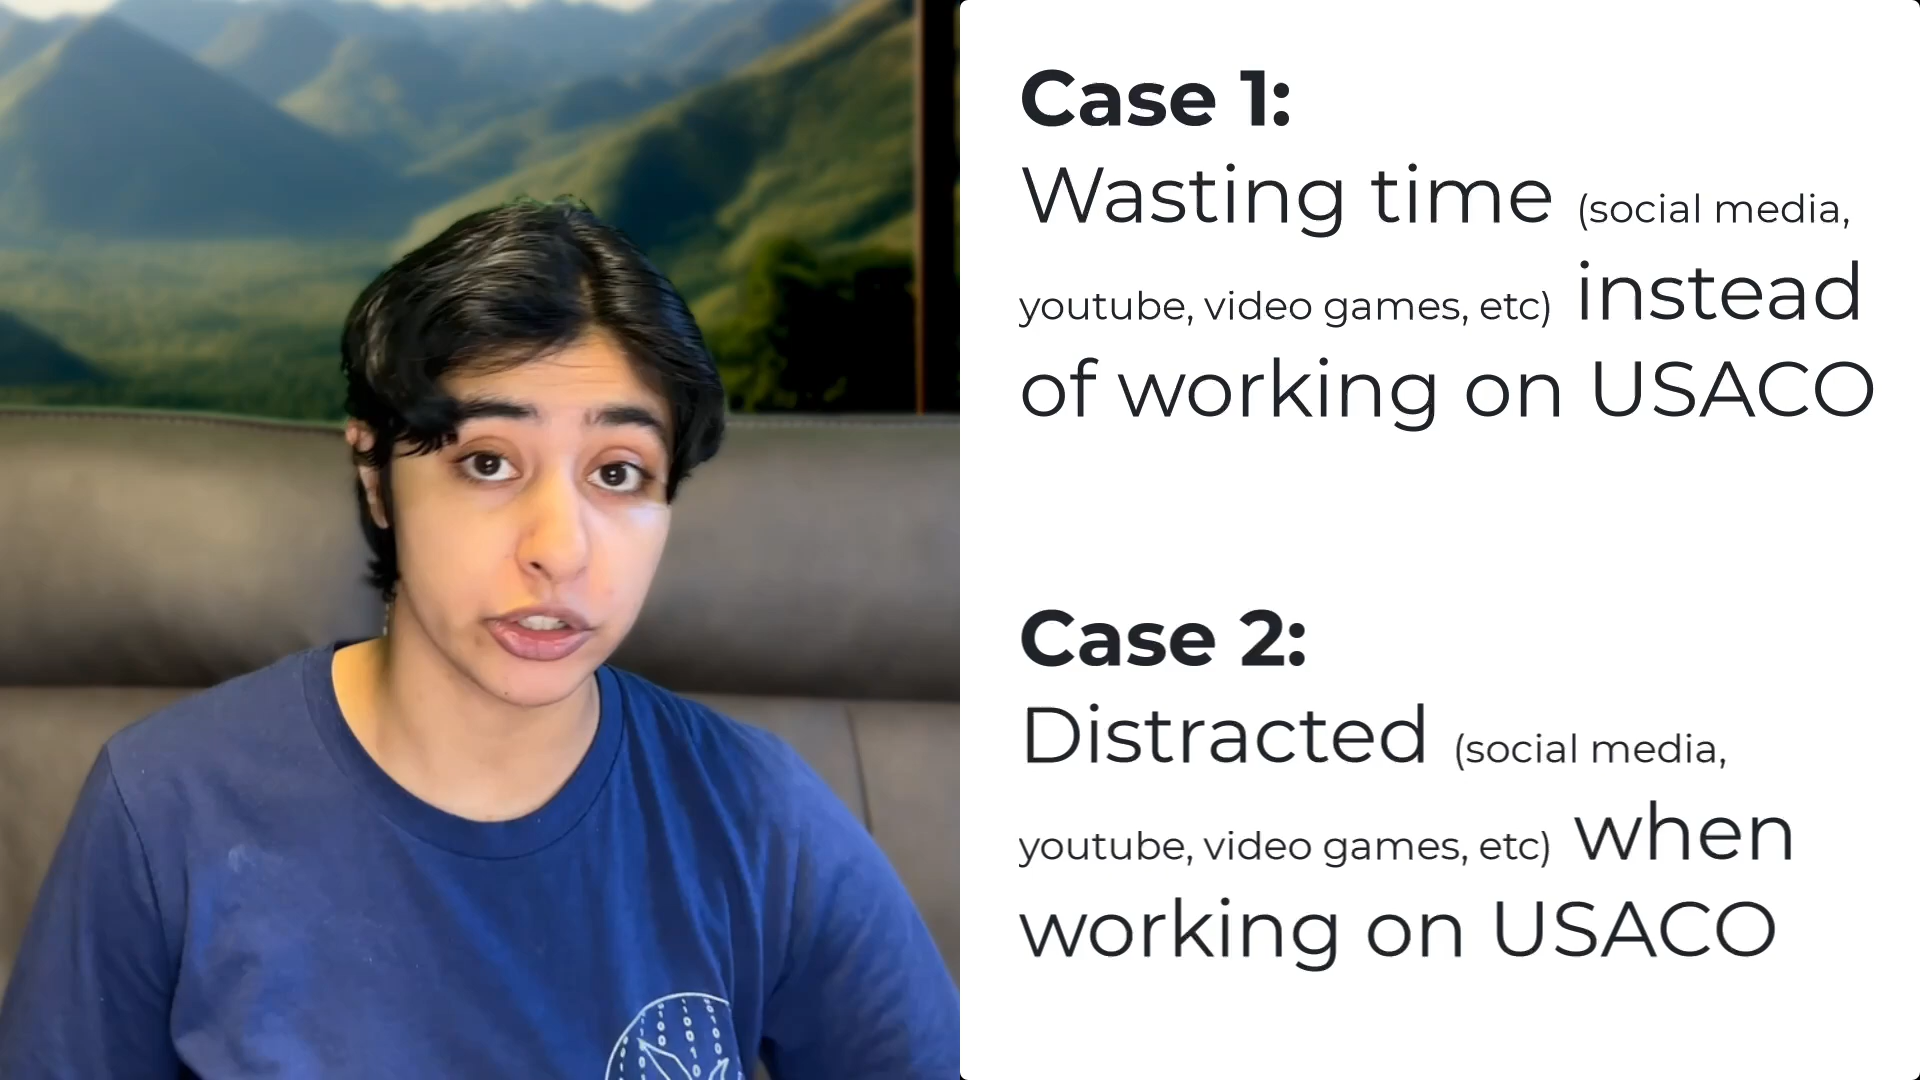 Case 1:
Wasting time (social media,
youtube, video games, etc) instead
of working on USACO
Case 2:
Distracted (social media,
youtube, video games, etc) when
working on USACO